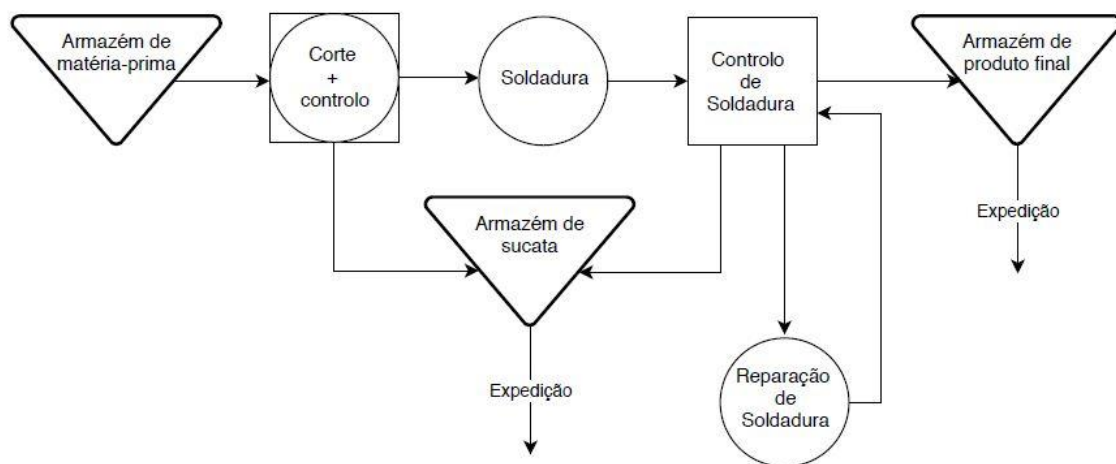 Armazém de
matéria-prima
Corte
+
controlo
Soldadura
Controlo
de
Soldadura
Armazém de
produto final
Armazém de
sucata
Expedição
Expedição
Reparação
de
Soldadura